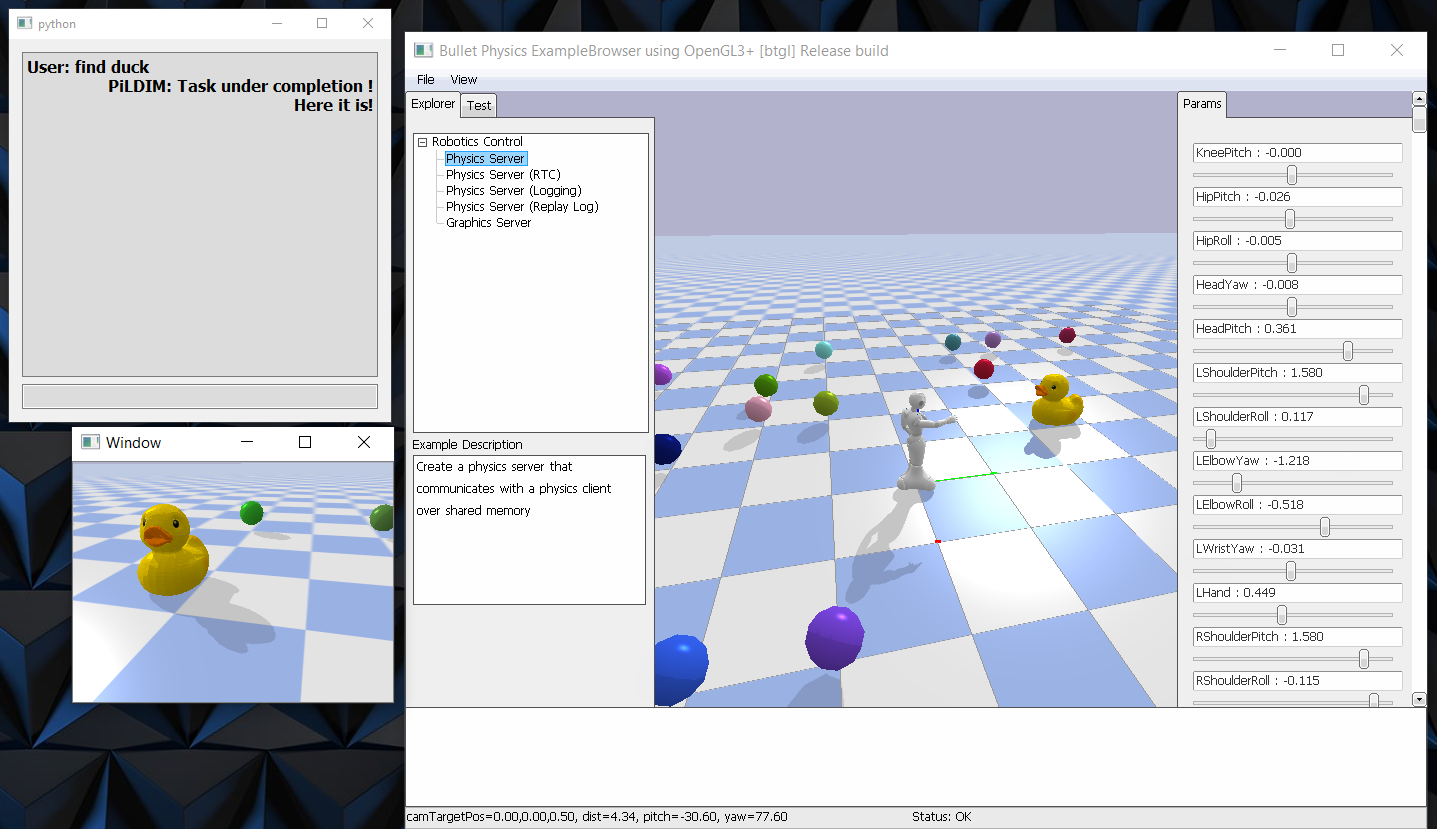 python
User: find duck
PiLDIM: Task under completion !
Here it is!
Window
Bullet Physics ExampleBrowser using OpenGL3+ [btgl] Release build
File View
Explorer Test
Robotics Control
Physics Server
Physics Server (RTC)
Physics Server (Logging)
Physics Server (Replay Log)
Graphics Server
Example Description
Create a physics server that
communicates with a physics client
over shared memory
Params
KneePitch : -0.000
HipPitch : -0.026
HipRoll : -0.005
HeadYaw : -0.008
HeadPitch : 0.361
LShoulderPitch : 1.580
LShoulderRoll : 0.117
LElbowYaw : -1.218
LElbowRoll : -0.518
LWristYaw : -0.031
LHand : 0.449
RShoulderPitch : 1.580
RShoulderRoll : -0.115
camTargetPos=0.00,0.00,0.50, dist=4.34, pitch=-30.60, yaw=77.60
Status: OK